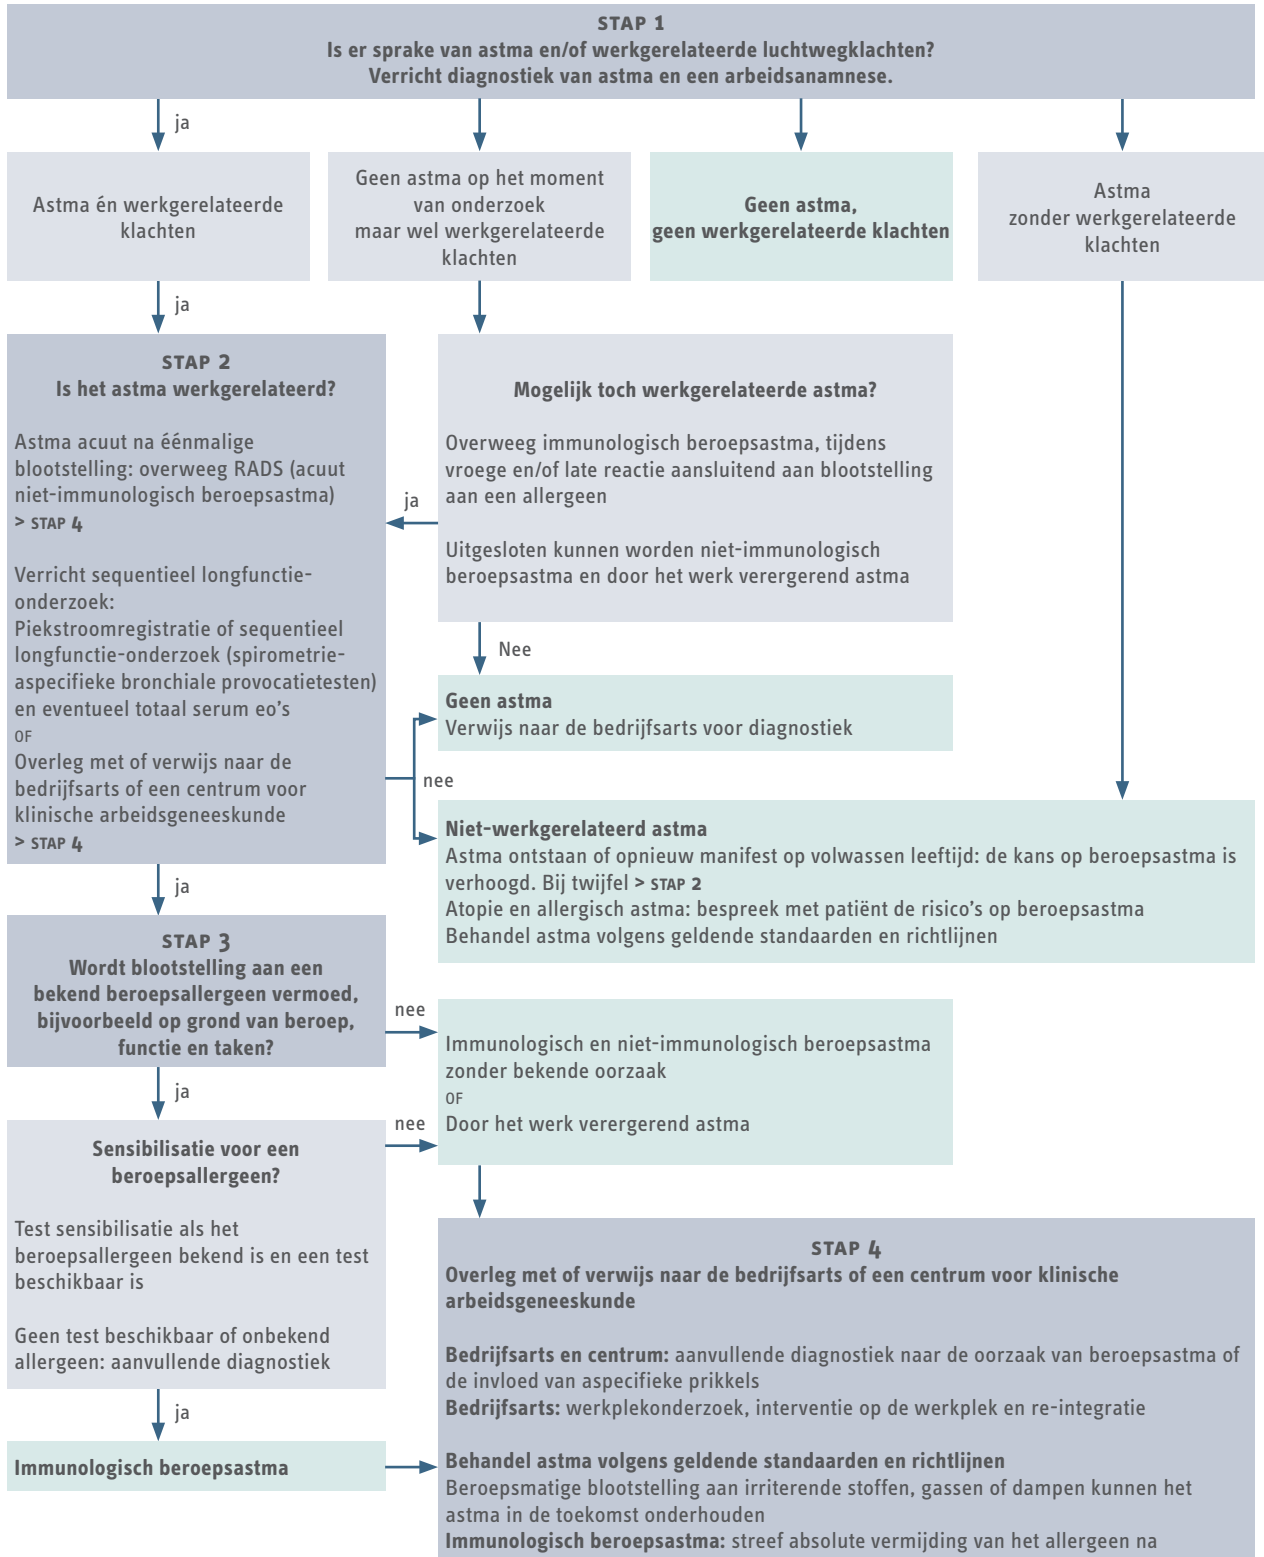 STAP 1
Is er sprake van astma en/of werkgerelateerde luchtwegklachten?
Verricht diagnostiek van astma en een arbeidsanamnese.
ja
Astma én werkgerelateerde
klachten
Geen astma op het moment
van onderzoek
maar wel werkgerelateerde
klachten
Geen astma,
geen werkgerelateerde klachten
Astma
zonder werkgerelateerde
klachten
ja
STAP 2
Is het astma werkgerelateerd?
Astma acuut na éénmalige
blootstelling: overweeg RADS (acuut
niet-immunologisch beroepsastma)
> STAP 4
Verricht sequentieel longfunctie-
onderzoek:
Piekstroomregistratie of sequentieel
longfunctie-onderzoek (spirometrie-
aspecifieke bronchiale provocatietesten)
en eventueel totaal serum eo’s
OF
Overleg met of verwijs naar de
bedrijfsarts of een centrum voor
klinische arbeidsgeneeskunde
> STAP 4
ja
Mogelijk toch werkgerelateerde astma?
Overweeg immunologisch beroepsastma, tijdens
vroege en/of late reactie aansluitend aan blootstelling
aan een allergeen
Uitgesloten kunnen worden niet-immunologisch
beroepsastma en door het werk verergerend astma
Nee
Geen astma
Verwijs naar de bedrijfsarts voor diagnostiek
nee
Niet-werkgerelateerd astma
Astma ontstaan of opnieuw manifest op volwassen leeftijd: de kans op beroepsastma is
verhoogd. Bij twijfel > STAP 2
Atopie en allergisch astma: bespreek met patiënt de risico’s op beroepsastma
Behandel astma volgens geldende standaarden en richtlijnen
ja
STAP 3
Wordt blootstelling aan een
bekend beroepsallergeen vermoed,
bijvoorbeeld op grond van beroep,
functie en taken?
nee
Immunologisch en niet-immunologisch beroepsastma
zonder bekende oorzaak
OF
Door het werk verergerend astma
ja
nee
Sensibilisatie voor een
beroepsallergeen?
Test sensibilisatie als het
beroepsallergeen bekend is en een test
beschikbaar is
Geen test beschikbaar of onbekend
allergeen: aanvullende diagnostiek
ja
Immunologisch beroepsastma
STAP 4
Overleg met of verwijs naar de bedrijfsarts of een centrum voor klinische
arbeidsgeneeskunde
Bedrijfsarts en centrum: aanvullende diagnostiek naar de oorzaak van beroepsastma of
de invloed van aspecifieke prikkels
Bedrijfsarts: werkplekonderzoek, interventie op de werkplek en re-integratie
Behandel astma volgens geldende standaarden en richtlijnen
Beroepsmatige blootstelling aan irriterende stoffen, gassen of dampen kunnen het
astma in de toekomst onderhouden
Immunologisch beroepsastma: streef absolute vermijding van het allergeen na